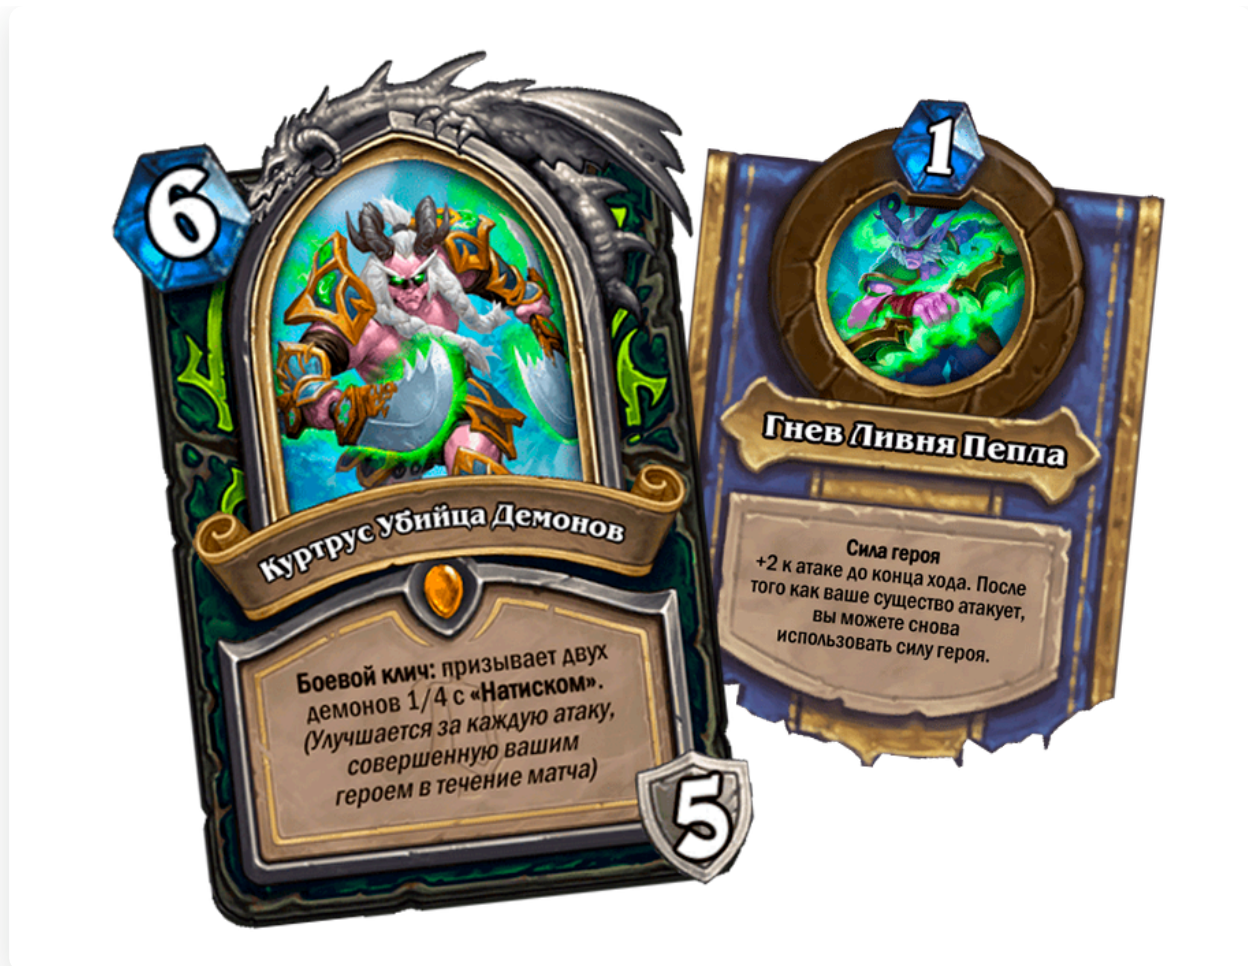 6
Куртрус Убийца Демонов
Боевой клич: призывает двух
демонов 1/4 с «Натиском».
(Улучшается за каждую атаку,
совершенную вашим
героем в течение матча)
5
1
Гнев Ливня Пепла
Сила героя
+2 к атаке до конца хода. После
того как ваше существо атакует,
вы можете снова
использовать силу героя.